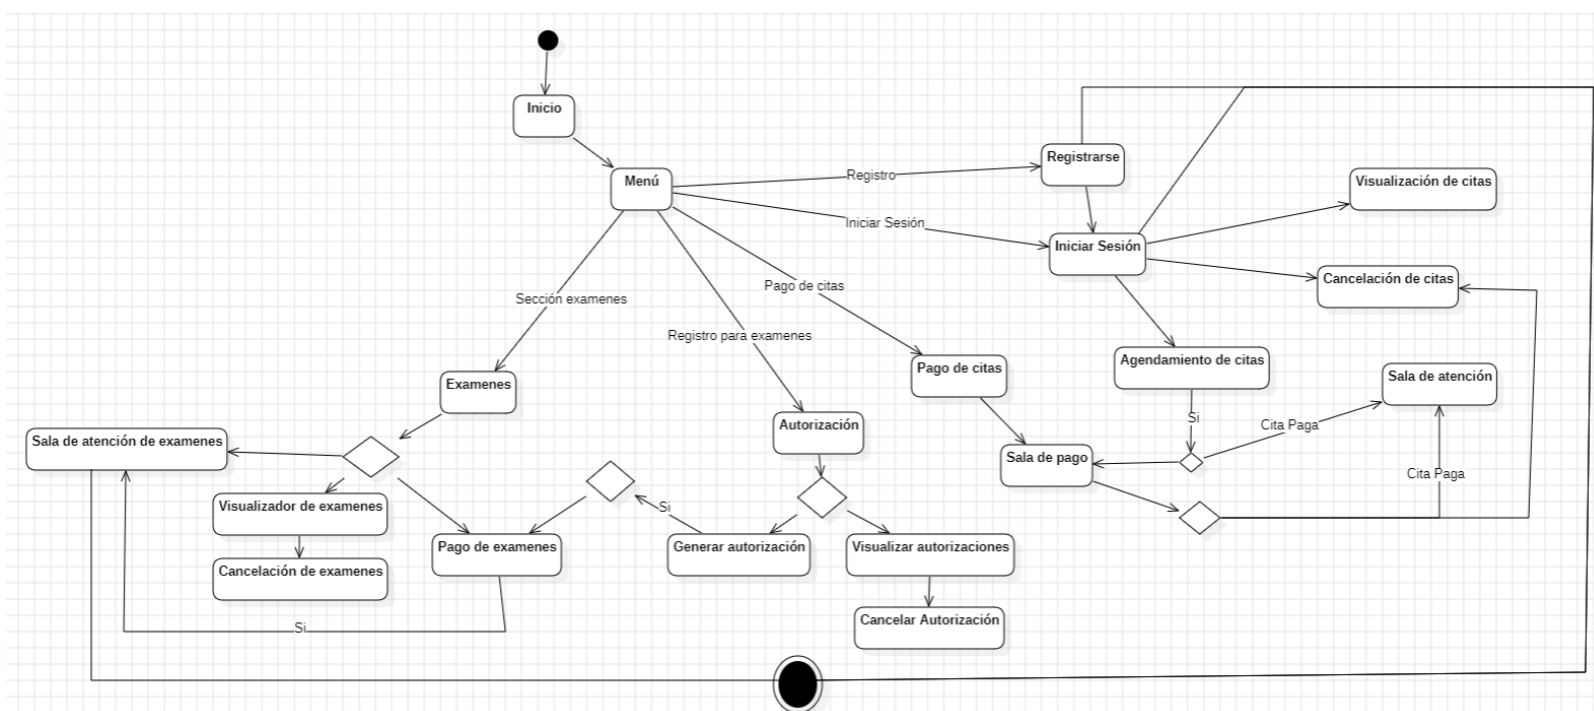 Inicio
Menú
Registro
Registrarse
Iniciar Sesión
Iniciar Sesión
Visualización de citas
Cancelación de citas
Sección examenes
Pago de citas
Registro para examenes
Examenes
Pago de citas
Agendamiento de citas
Sala de atención
Si
Cita Paga
Autorización
Sala de atención de examenes
Sala de pago
Cita Paga
Visualizador de examenes
Si
Pago de examenes
Generar autorización
Visualizar autorizaciones
Cancelación de examenes
Cancelar Autorización
Si